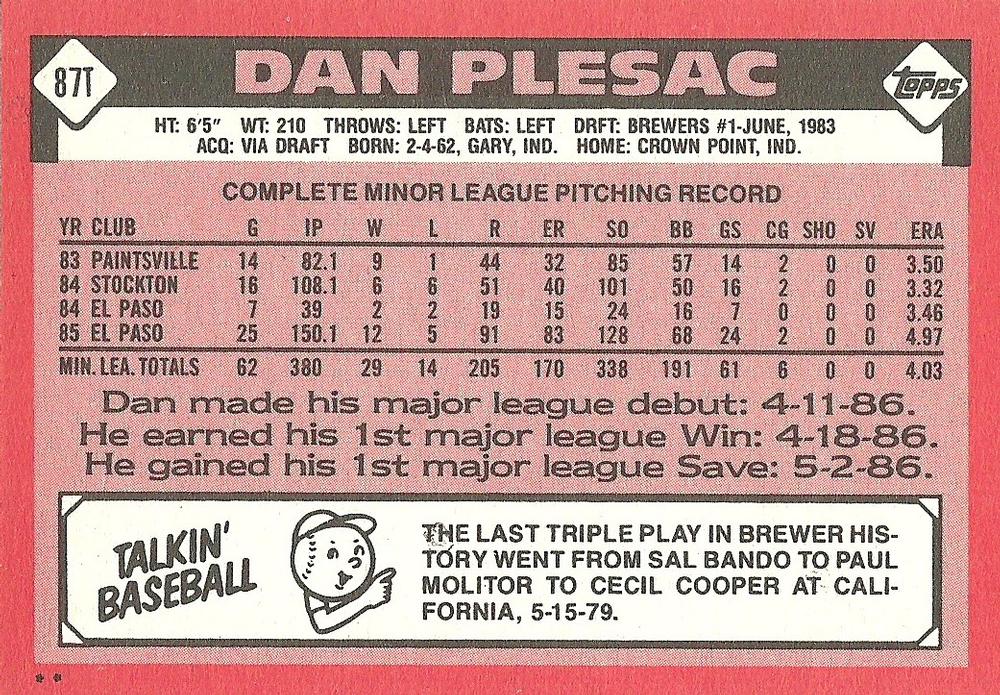 87T
DAN PLESAC
topps
HT: 6'5" WT: 210 THROWS: LEFT BATS: LEFT DRFT: BREWERS #1-JUNE, 1983
ACQ: VIA DRAFT BORN: 2-4-62, GARY, IND. HOME: CROWN POINT, IND.
COMPLETE MINOR LEAGUE PITCHING RECORD
YR CLUB G IP W L R ER SO BB GS CG SHO SV ERA
83 PAINTSVILLE 14 82.1 9 1 44 32 85 57 14 2 0 0 3.50
84 STOCKTON 16 108.1 6 6 51 40 101 50 16 2 0 0 3.32
84 EL PASO 7 39 2 2 19 15 24 16 7 0 0 0 3.46
85 EL PASO 25 150.1 12 5 91 83 128 68 24 2 0 0 4.97
MIN. LEA. TOTALS 62 380 29 14 205 170 338 191 61 6 0 0 4.03
Dan made his major league debut: 4-11-86.
He earned his 1st major league Win: 4-18-86.
He gained his 1st major league Save: 5-2-86.
TALKIN'
BASEBALL
THE LAST TRIPLE PLAY IN BREWER HIS-
TORY WENT FROM SAL BANDO TO PAUL
MOLITOR TO CECIL COOPER AT CALI-
FORNIA, 5-15-79.
* *